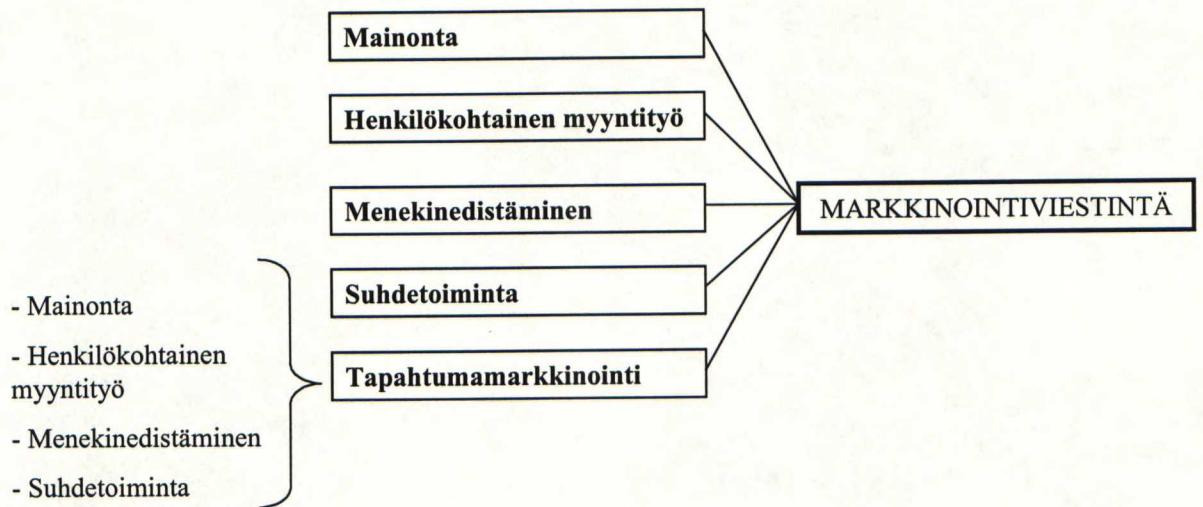 Mainonta
Henkilökohtainen myyntityö
Menekinedistäminen
MARKKINOINTIVIESTINTÄ
Suhdetoiminta
Tapahtumamarkkinointi
- Mainonta
- Henkilökohtainen
myyntityö
- Menekinedistäminen
- Suhdetoiminta